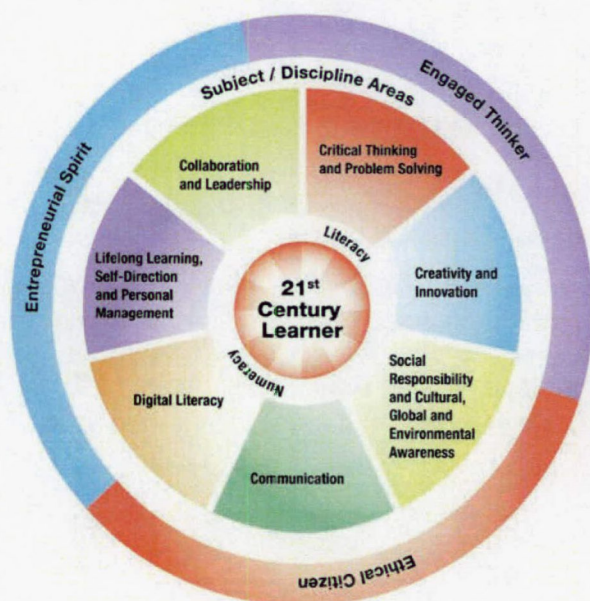 Entrepreneurial Spirit
Engaged Thinker
Ethical Citizen
Subject / Discipline Areas
Critical Thinking
and Problem Solving
Creativity and
Innovation
Social
Responsibility
and Cultural,
Global and
Environmental
Awareness
Communication
Digital Literacy
Lifelong Learning,
Self-Direction
and Personal
Management
Collaboration
and Leadership
Literacy
21st
Century
Learner
Numeracy